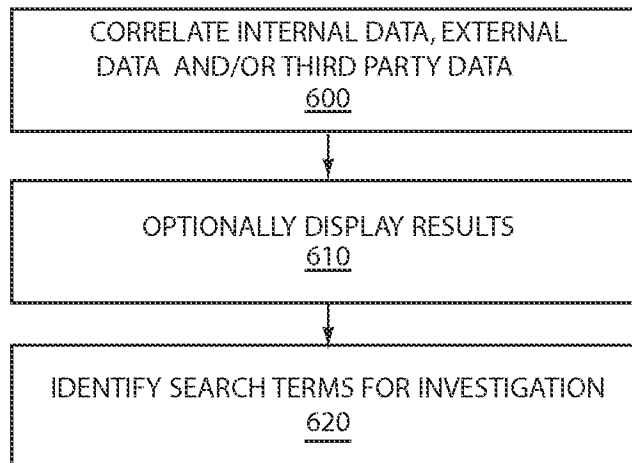 CORRELATE INTERNAL DATA, EXTERNAL
DATA AND/OR THIRD PARTY DATA
600
OPTIONALLY DISPLAY RESULTS
610
IDENTIFY SEARCH TERMS FOR INVESTIGATION
620